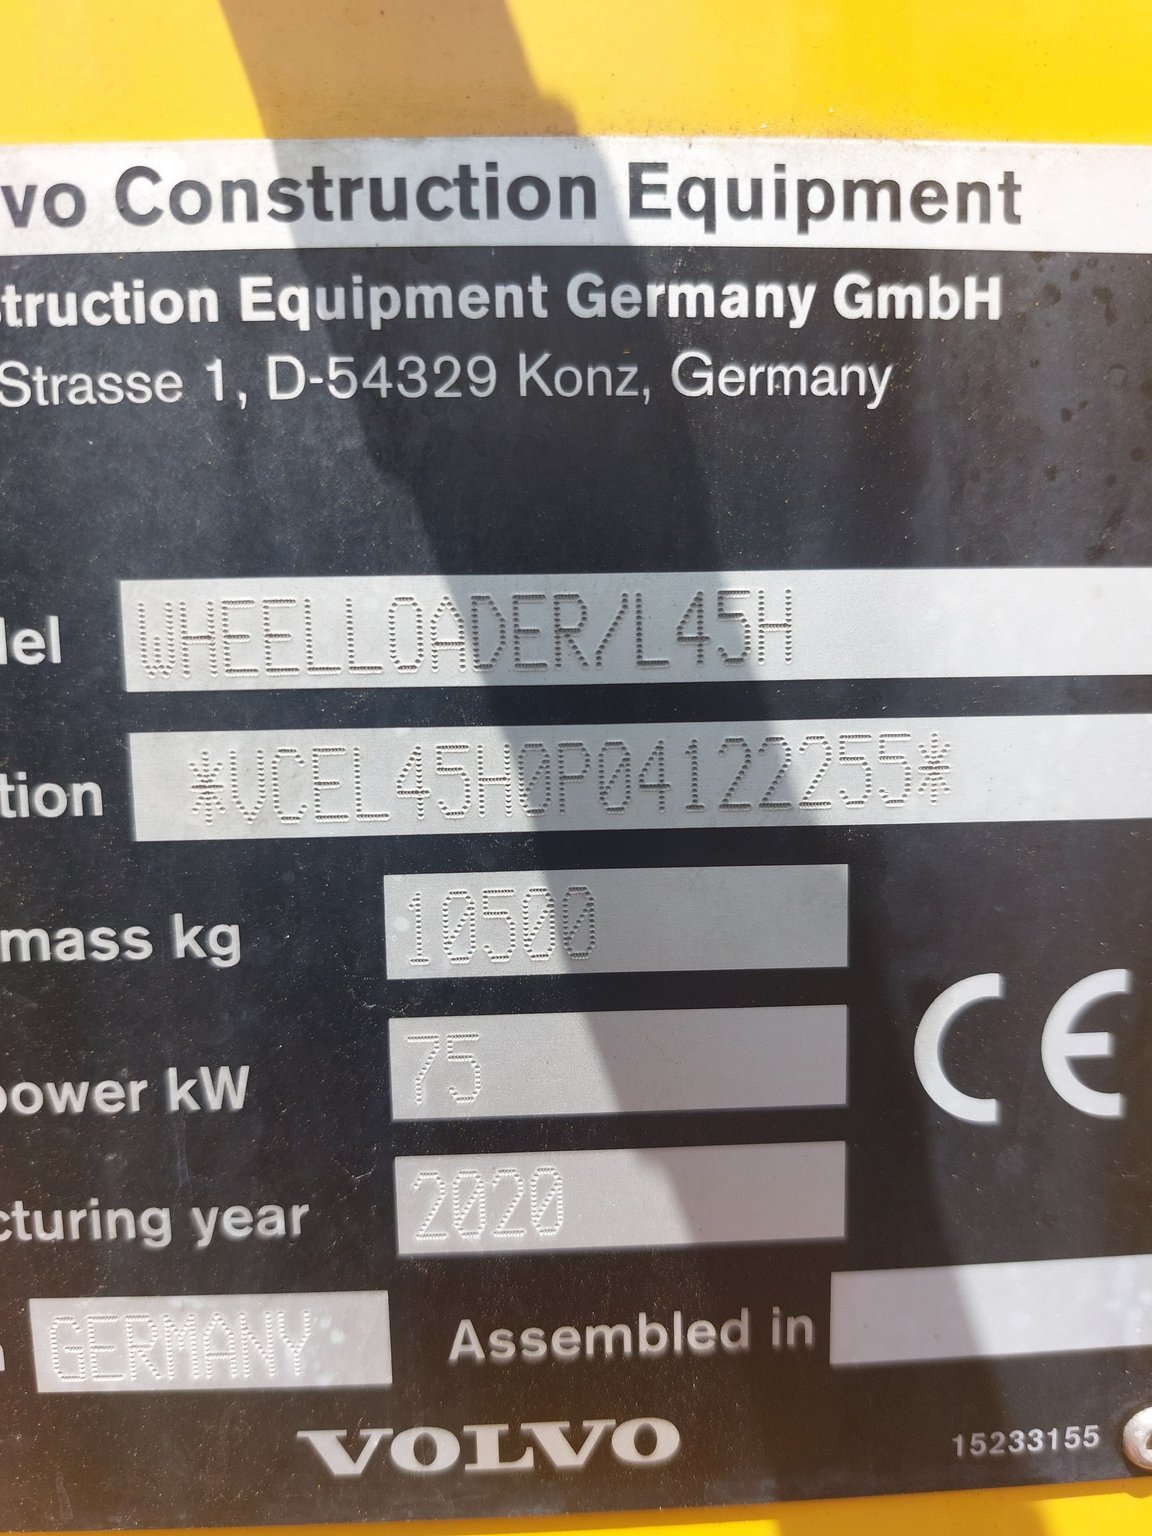 vo Construction Equipment
struction Equipment Germany GmbH
Strasse 1, D-54329 Konz, Germany
del WHEELLOADER/L45H
tion *VCEL45H0P04122255*
mass kg 10500
power kW 75
CE
cturing year 2020
n GERMANY Assembled in
VOLVO
15233155